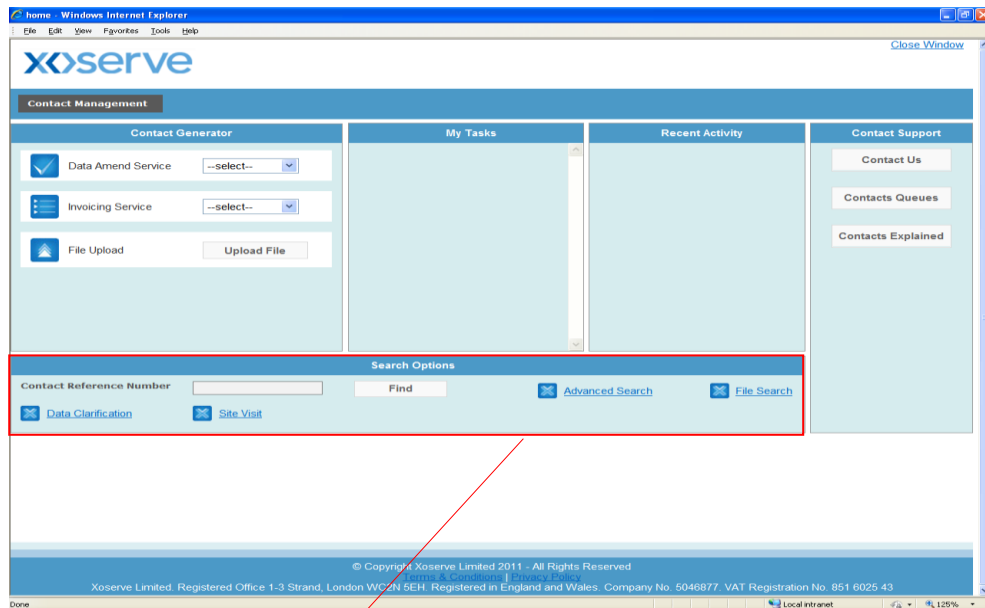 home - Windows Internet Explorer
File Edit View Favorites Tools Help
Close Window
xoserve
Contact Management
Contact Generator
My Tasks
Recent Activity
Contact Support
Data Amend Service --select--
Invoicing Service --select--
File Upload Upload File
Contact Us
Contacts Queues
Contacts Explained
Search Options
Contact Reference Number Find Advanced Search File Search
Data Clarification Site Visit
© Copyright Xoserve Limited 2011 - All Rights Reserved
Terms & Conditions | Privacy Policy
Xoserve Limited. Registered Office 1-3 Strand, London WC2N 5EH. Registered in England and Wales. Company No. 5046877. VAT Registration No. 851 6025 43
Done Local intranet 125%